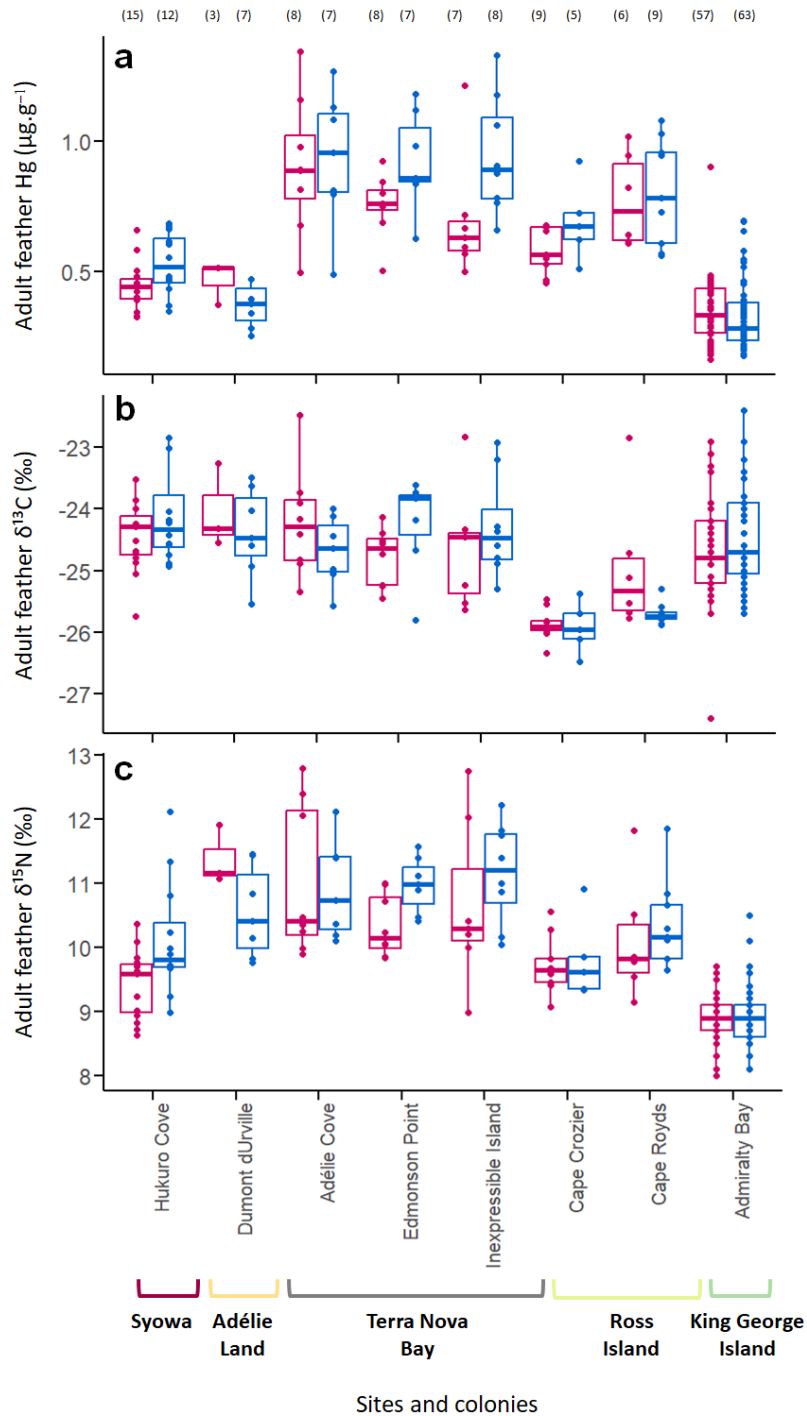 (15) (12) (3) (7) (8) (7) (8) (7) (7) (8) (9) (5) (6) (9) (57) (63)
a
Adult feather Hg (µg.g⁻¹)
1.0
0.5
b
Adult feather δ¹³C (‰)
-23
-24
-25
-26
-27
c
Adult feather δ¹⁵N (‰)
13
12
11
10
9
8
Hukuro Cove
Dumont dUrville
Adélie Cove
Edmonson Point
Inexpressible Island
Cape Crozier
Cape Royds
Admiralty Bay
Syowa Adélie Terra Nova Ross King George
Land Bay Island Island
Sites and colonies